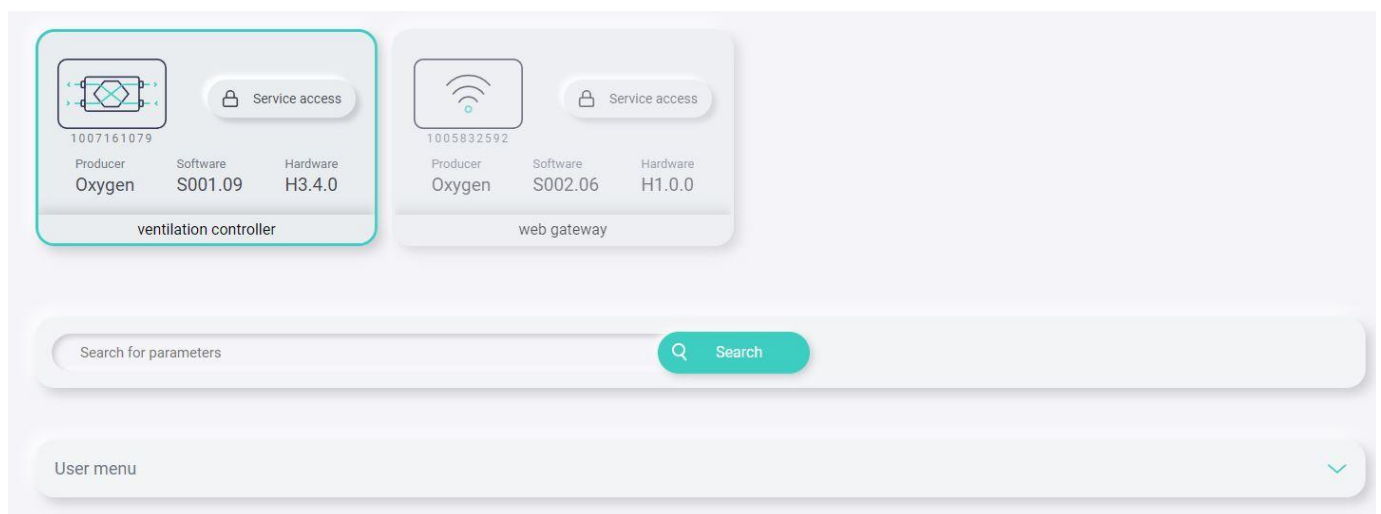 Service access
1007161079
Producer Software Hardware
Oxygen S001.09 H3.4.0
ventilation controller
Service access
1005832592
Producer Software Hardware
Oxygen S002.06 H1.0.0
web gateway
Search for parameters Search
User menu